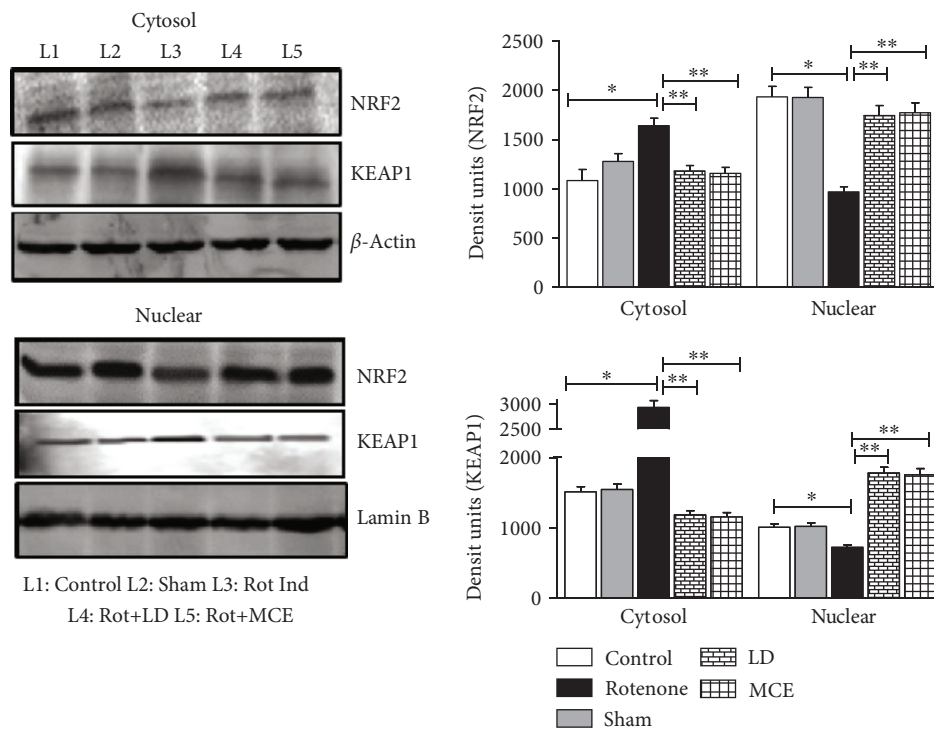 Cytosol
L1 L2 L3 L4 L5
NRF2
KEAP1
β-Actin
Nuclear
NRF2
KEAP1
Lamin B
L1: Control L2: Sham L3: Rot Ind
L4: Rot+LD L5: Rot+MCE
Densit units (NRF2)
2500
2000
1500
1000
500
0
* ** **
* ** **
Cytosol Nuclear
Densit units (KEAP1)
3000
2500
2000
1000
0
* ** **
* ** **
Cytosol Nuclear
Control LD
Rotenone MCE
Sham